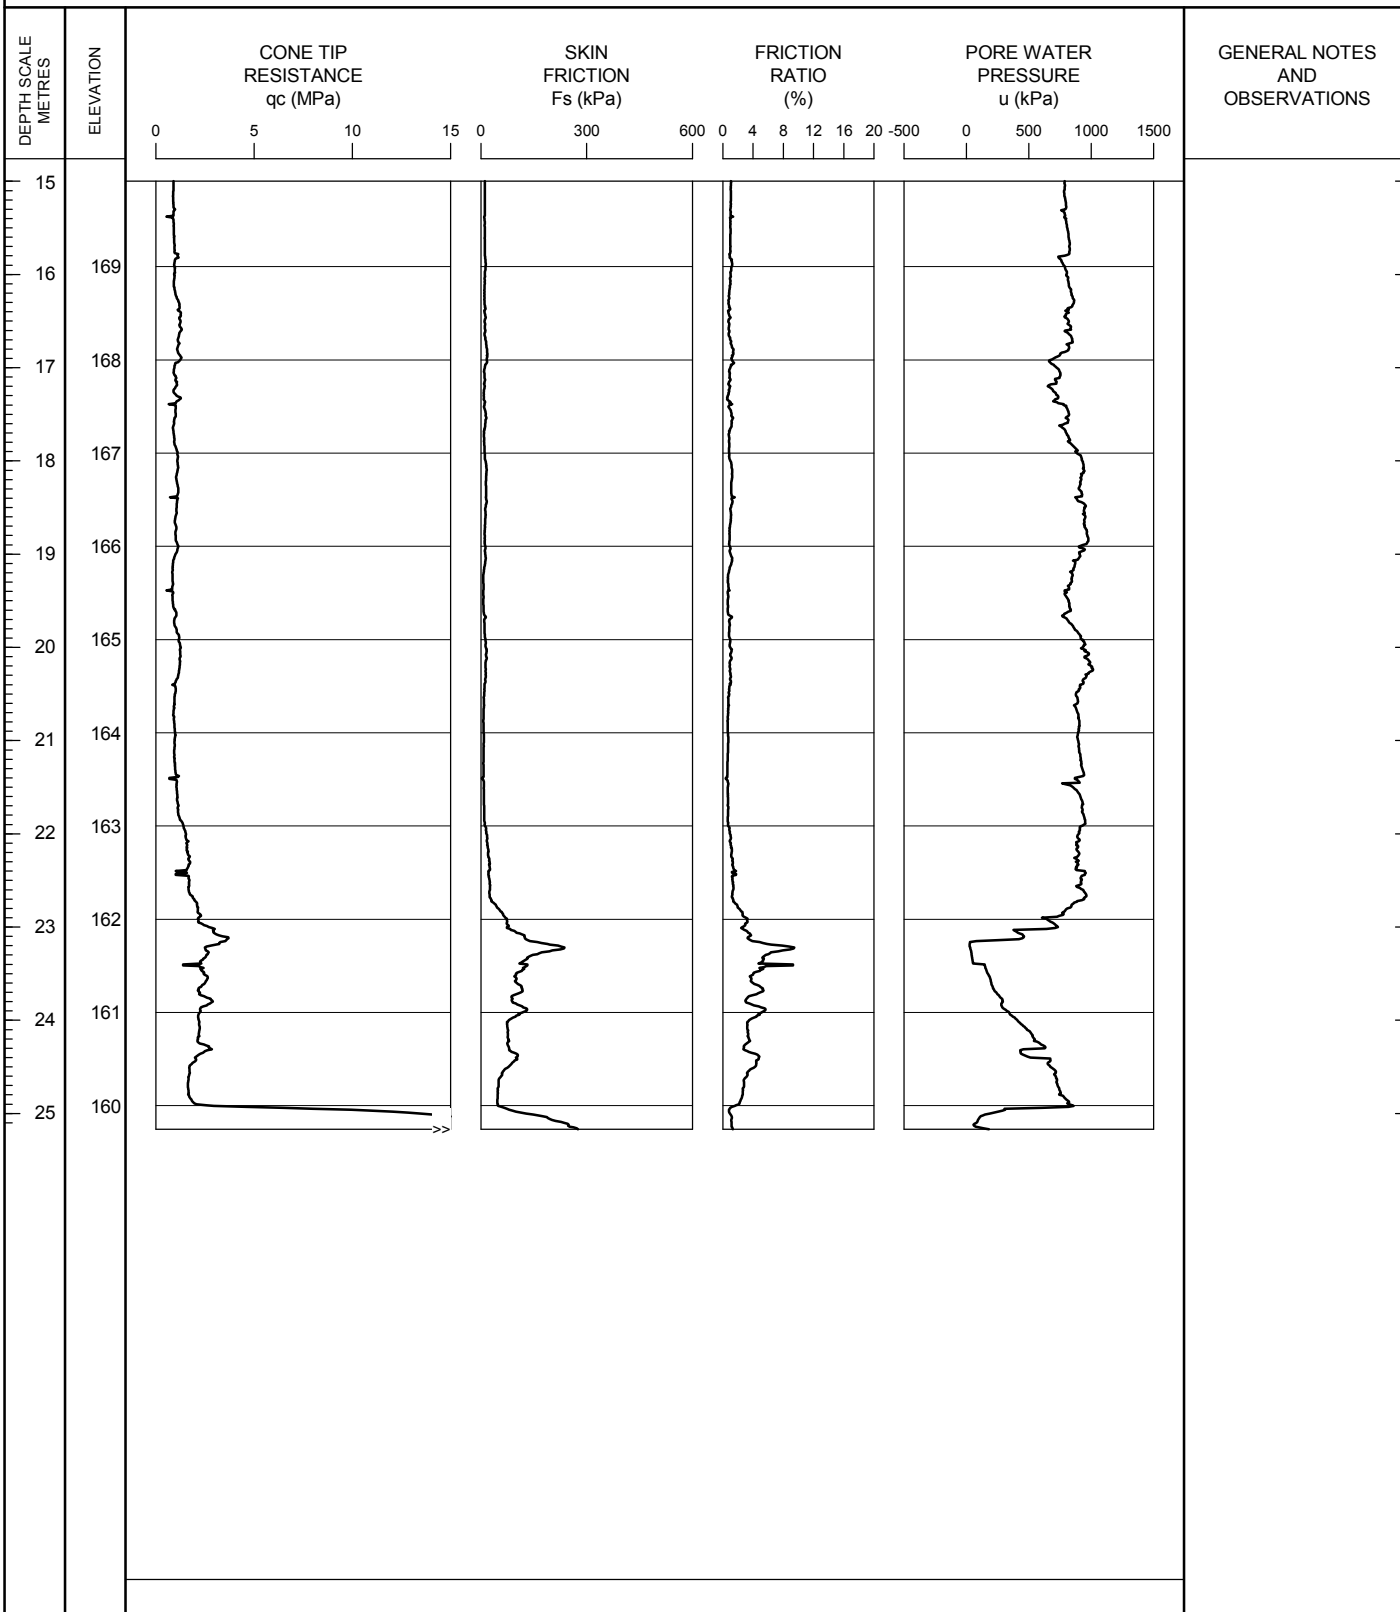 DEPTH SCALE
METRES
ELEVATION
CONE TIP
RESISTANCE
qc (MPa)
SKIN
FRICTION
Fs (kPa)
FRICTION
RATIO
(%)
PORE WATER
PRESSURE
u (kPa)
GENERAL NOTES
AND
OBSERVATIONS
0 5 10 15 0 300 600 0 4 8 12 16 20 -500 0 500 1000 1500
15
169
16
168
17
167
18
166
19
165
20
164
21
163
22
162
23
161
24
160
25
>>